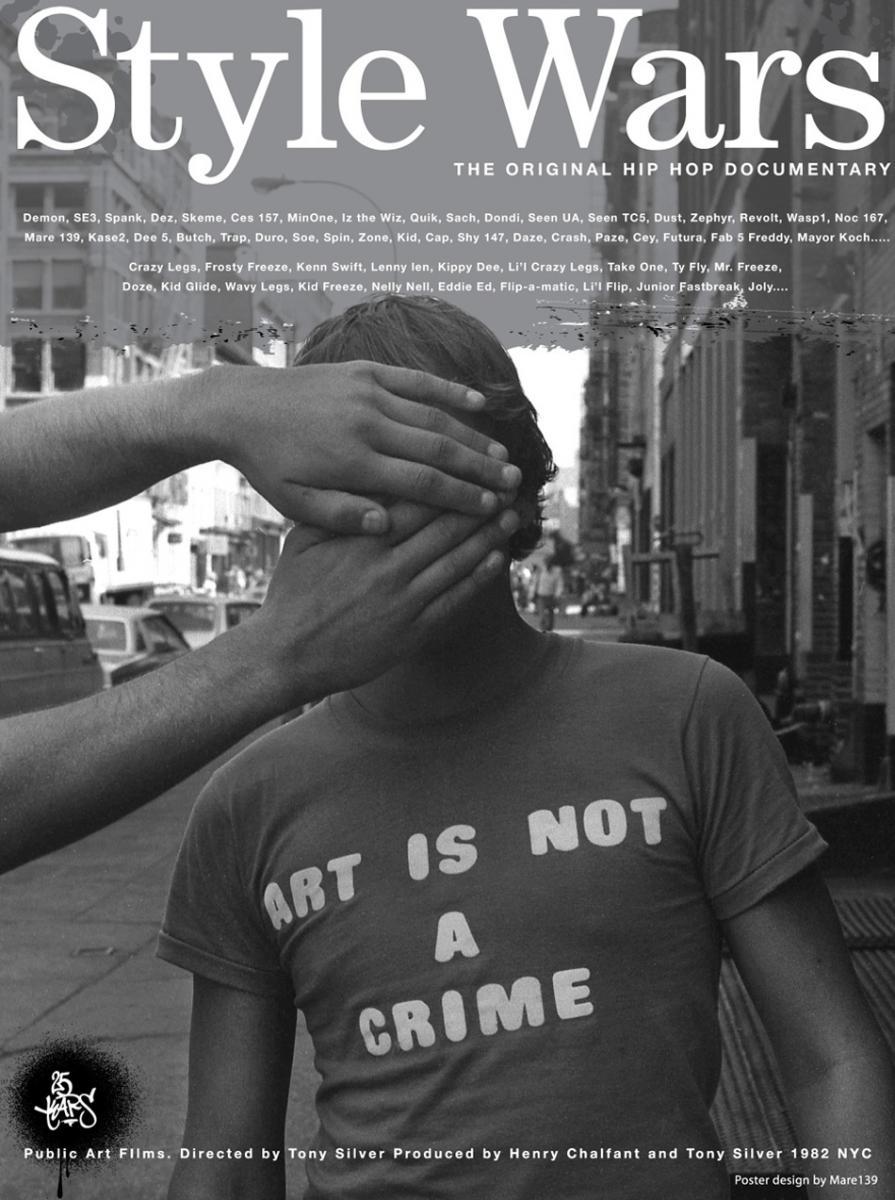 Style Wars
THE ORIGINAL HIP HOP DOCUMENTARY
Demon, SE3, Spank, Dez, Skeme, Ces 157, MinOne, Iz the Wiz, Quik, Sach, Dondi, Seen UA, Seen TC5, Dust, Zephyr, Revolt, Wasp1, Noc 167,
Mare 139, Kase2, Dee 5, Butch, Trap, Duro, Soe, Spin, Zone, Kid, Cap, Shy 147, Daze, Crash, Paze, Cey, Futura, Fab 5 Freddy, Mayor Koch.....
Crazy Legs, Frosty Freeze, Kenn Swift, Lenny len, Kippy Dee, Li'l Crazy Legs, Take One, Ty Fly, Mr. Freeze,
Doze, Kid Glide, Wavy Legs, Kid Freeze, Nelly Nell, Eddie Ed, Flip-a-matic, Li'l Flip, Junior Fastbreak, Joly....
ART IS NOT
A
CRIME
25
YEARS
Public Art FIlms. Directed by Tony Silver Produced by Henry Chalfant and Tony Silver 1982 NYC
Poster design by Mare139